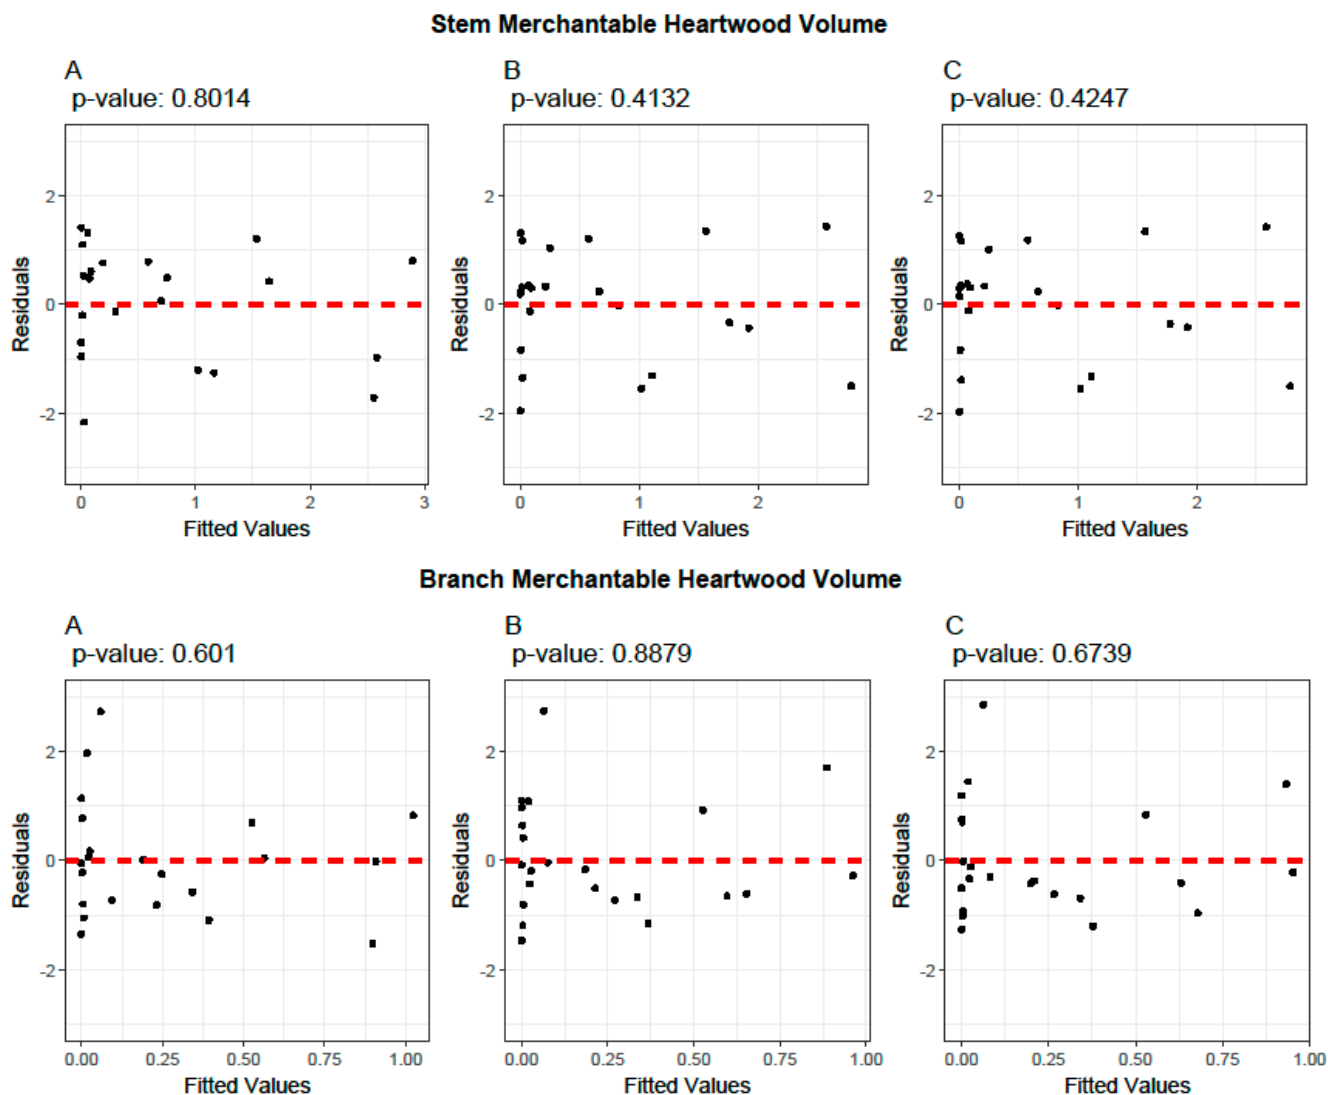 Stem Merchantable Heartwood Volume
A
p-value: 0.8014
2
0
-2
Residuals
0 1 2 3
Fitted Values
B
p-value: 0.4132
2
0
-2
Residuals
0 1 2
Fitted Values
C
p-value: 0.4247
2
0
-2
Residuals
0 1 2
Fitted Values
Branch Merchantable Heartwood Volume
A
p-value: 0.601
2
0
-2
Residuals
0.00 0.25 0.50 0.75 1.00
Fitted Values
B
p-value: 0.8879
2
0
-2
Residuals
0.00 0.25 0.50 0.75 1.00
Fitted Values
C
p-value: 0.6739
2
0
-2
Residuals
0.00 0.25 0.50 0.75 1.00
Fitted Values